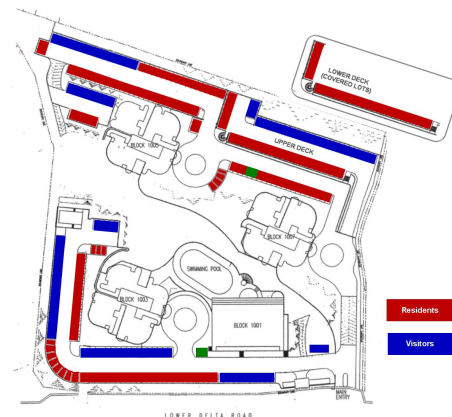 LOWER DECK
(COVERED LOTS)
UPPER DECK
BLOCK 1005
BLOCK 1007
SWIMMING POOL
BLOCK 1003
BLOCK 1001
Residents
Visitors
MAIN
ENTRY
LOWER DELTA ROAD